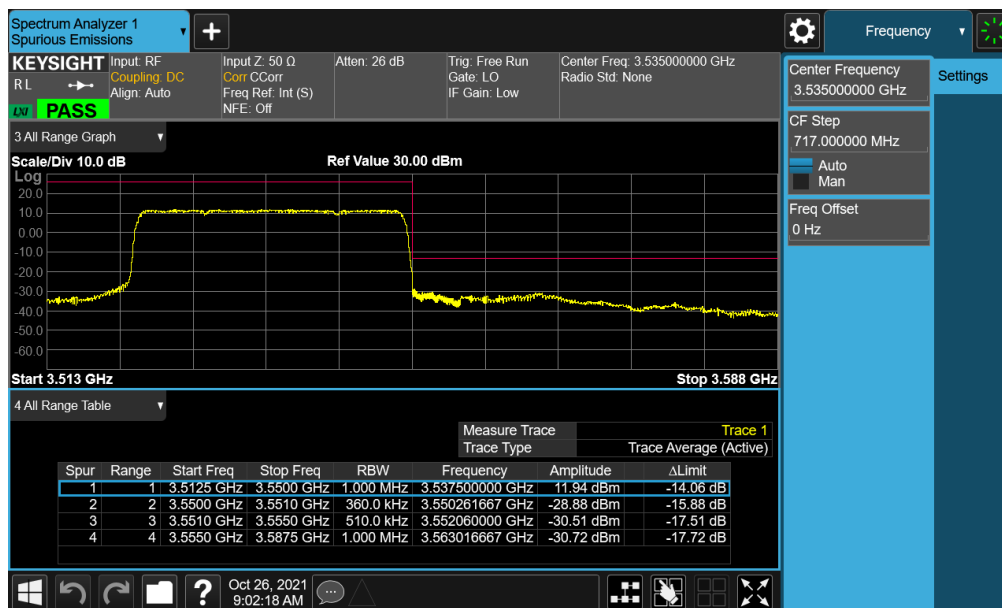 Spectrum Analyzer 1
Spurious Emissions
+
Frequency
KEYSIGHT Input: RF Input Z: 50 Ω Atten: 26 dB Trig: Free Run Center Freq: 3.535000000 GHz
RL Coupling: DC Corr CCorr Gate: LO Radio Std: None
Align: Auto Freq Ref: Int (S) IF Gain: Low
LXI PASS NFE: Off
Center Frequency
3.535000000 GHz
Settings
CF Step
717.000000 MHz
Auto
Man
Freq Offset
0 Hz
3 All Range Graph
Scale/Div 10.0 dB Ref Value 30.00 dBm
Log
20.0
10.0
0.00
-10.0
-20.0
-30.0
-40.0
-50.0
-60.0
Start 3.513 GHz Stop 3.588 GHz
4 All Range Table
Measure Trace Trace 1
Trace Type Trace Average (Active)
Spur Range Start Freq Stop Freq RBW Frequency Amplitude ΔLimit
1 1 3.5125 GHz 3.5500 GHz 1.000 MHz 3.537500000 GHz 11.94 dBm -14.06 dB
2 2 3.5500 GHz 3.5510 GHz 360.0 kHz 3.550261667 GHz -28.88 dBm -15.88 dB
3 3 3.5510 GHz 3.5550 GHz 510.0 kHz 3.552060000 GHz -30.51 dBm -17.51 dB
4 4 3.5550 GHz 3.5875 GHz 1.000 MHz 3.563016667 GHz -30.72 dBm -17.72 dB
? Oct 26, 2021
9:02:18 AM